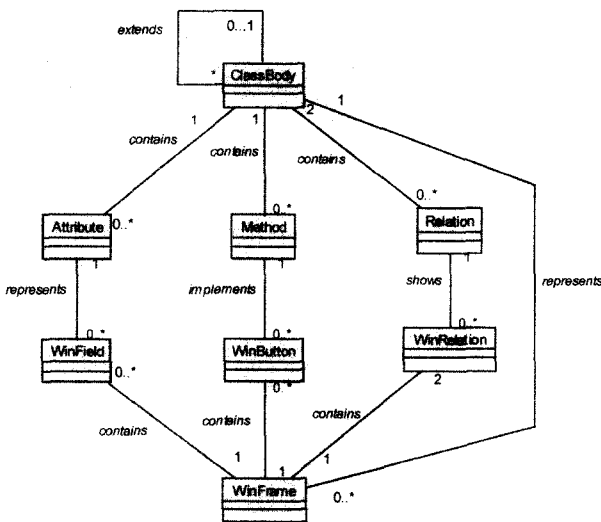 extends
0...1
*
ClassBody
1
1
2
1
contains
contains
contains
0..*
0..*
0..*
Attribute
Method
Relation
1
1
1
represents
implements
shows
represents
0..*
0..*
0..*
WinField
WinButton
WinRelation
0..*
0..*
2
contains
contains
contains
1
1
1
WinFrame
0..*